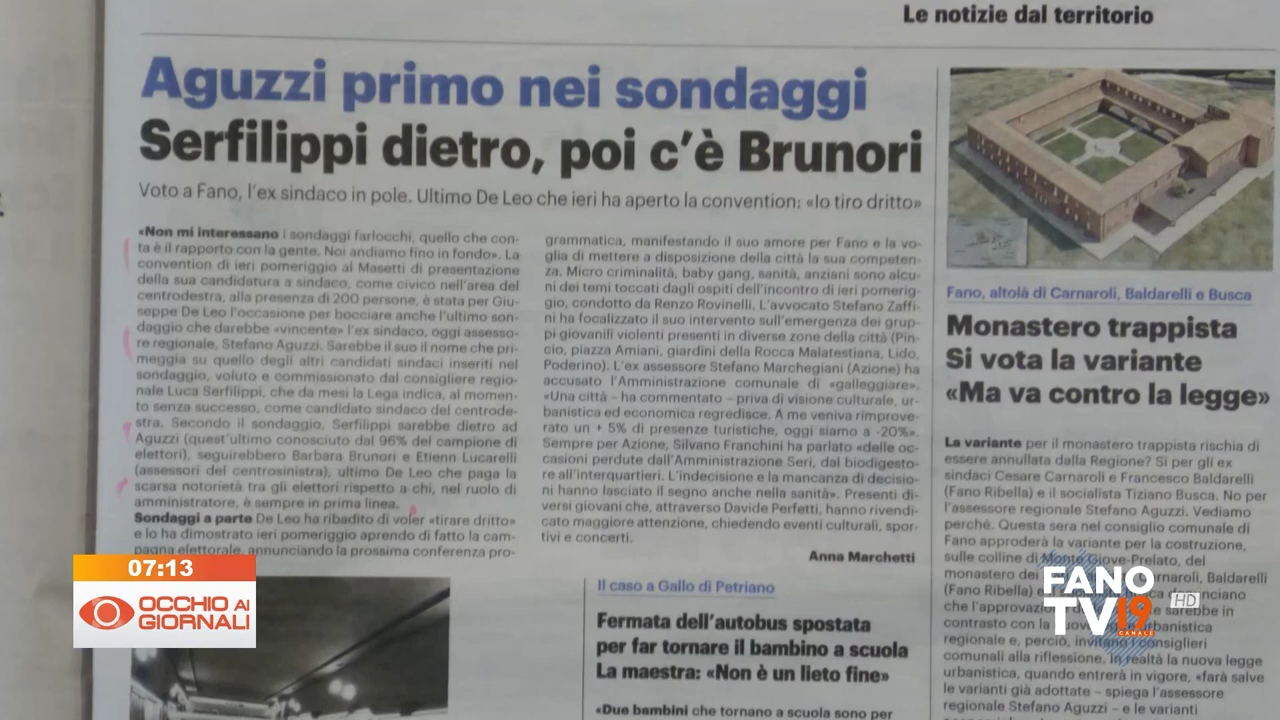 Le notizie dal territorio
Aguzzi primo nei sondaggi
Serfilippi dietro, poi c'è Brunori
Voto a Fano, l'ex sindaco in pole. Ultimo De Leo che ieri ha aperto la convention: «Io tiro dritto»
«Non mi interessano i sondaggi farlocchi, quello che con-
ta è il rapporto con la gente. Noi andiamo fino in fondo». La
convention di ieri pomeriggio al Masetti di presentazione
della sua candidatura a sindaco, come civico nell'area del
centrodestra, alla presenza di 200 persone, è stata per Giu-
seppe De Leo l'occasione per bocciare anche l'ultimo son-
daggio che darebbe «vincente» l'ex sindaco, oggi assesso-
re regionale, Stefano Aguzzi. Sarebbe il suo il nome che pri-
meggia su quello degli altri candidati sindaci inseriti nel
sondaggio, voluto e commissionato dal consigliere regio-
nale Luca Serfilippi, che da mesi la Lega indica, al momen-
to senza successo, come candidato sindaco del centrode-
stra. Secondo il sondaggio, Serfilippi sarebbe dietro ad
Aguzzi (quest'ultimo conosciuto dal 96% del campione di
elettori), seguirebbero Barbara Brunori e Etienn Lucarelli
(assessori del centrosinistra), ultimo De Leo che paga la
scarsa notorietà tra gli elettori rispetto a chi, nel ruolo di
amministratore, è sempre in prima linea.
Sondaggi a parte De Leo ha ribadito di voler «tirare dritto»
e lo ha dimostrato ieri pomeriggio aprendo di fatto la cam-
pagna elettorale, annunciando la prossima conferenza pro-
grammatica, manifestando il suo amore per Fano e la vo-
glia di mettere a disposizione della città la sua competen-
za. Micro criminalità, baby gang, sanità, anziani sono alcu-
ni dei temi toccati dagli ospiti dell'incontro di ieri pomerig-
gio, condotto da Renzo Rovinelli. L'avvocato Stefano Zaffi-
ni ha focalizzato il suo intervento sull'emergenza dei grup-
pi giovanili violenti presenti in diverse zone della città (Pin-
cio, piazza Amiani, giardini della Rocca Malatestiana, Lido,
Poderino). L'ex assessore Stefano Marchegiani (Azione) ha
accusato l'Amministrazione comunale di «galleggiare».
«Una città – ha commentato – priva di visione culturale, ur-
banistica ed economica regredisce. A me veniva rimprove-
rato un + 5% di presenze turistiche, oggi siamo a -20%».
Sempre per Azione, Silvano Franchini ha parlato «delle oc-
casioni perdute dall'Amministrazione Seri, dal biodigesto-
re all'interquartieri. L'indecisione e la mancanza di decisio-
ni hanno lasciato il segno anche nella sanità». Presenti di-
versi giovani che, attraverso Davide Perfetti, hanno rivendi-
cato maggiore attenzione, chiedendo eventi culturali, spor-
tivi e concerti.
Anna Marchetti
Fano, altolà di Carnaroli, Baldarelli e Busca
Monastero trappista
Si vota la variante
«Ma va contro la legge»
La variante per il monastero trappista rischia di
essere annullata dalla Regione? Sì per gli ex
sindaci Cesare Carnaroli e Francesco Baldarelli
(Fano Ribella) e il socialista Tiziano Busca. No per
l'assessore regionale Stefano Aguzzi. Vediamo
perché. Questa sera nel consiglio comunale di
Fano approderà la variante per la costruzione,
sulle colline di Monte Giove-Prelato, del
monastero dei Carnaroli, Baldarelli
(Fano Ribella) e
che l'approvazi sarebbe in
contrasto con la nuova legge urbanistica
regionale e, perciò, invitano i consiglieri
comunali alla riflessione. In realtà la nuova legge
urbanistica, quando entrerà in vigore, «farà salve
le varianti già adottate – spiega l'assessore
regionale Stefano Aguzzi – e le varianti
Il caso a Gallo di Petriano
Fermata dell'autobus spostata
per far tornare il bambino a scuola
La maestra: «Non è un lieto fine»
«Due bambini che tornano a scuola sono per
07:13
OCCHIO AI
GIORNALI
FANO
TV19
CANALE
HD